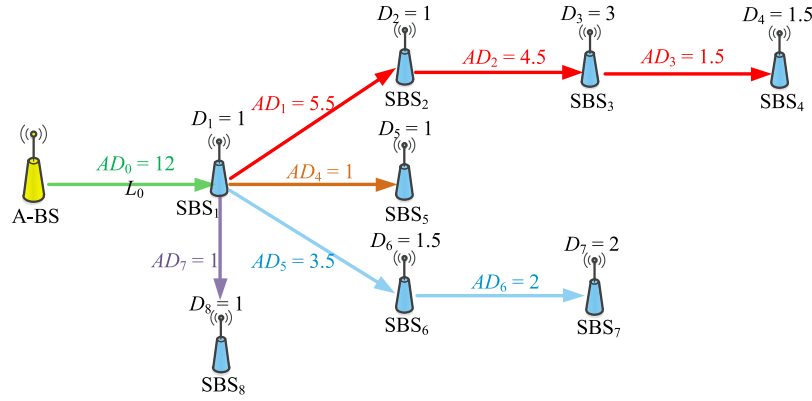 D₂ = 1
D₃ = 3
D₄ = 1.5
AD₂ = 4.5
AD₃ = 1.5
SBS₂
SBS₃
SBS₄
AD₁ = 5.5
D₁ = 1
D₅ = 1
AD₀ = 12
L₀
AD₄ = 1
A-BS
SBS₁
SBS₅
AD₇ = 1
AD₅ = 3.5
D₆ = 1.5
D₇ = 2
AD₆ = 2
D₈ = 1
SBS₆
SBS₇
SBS₈